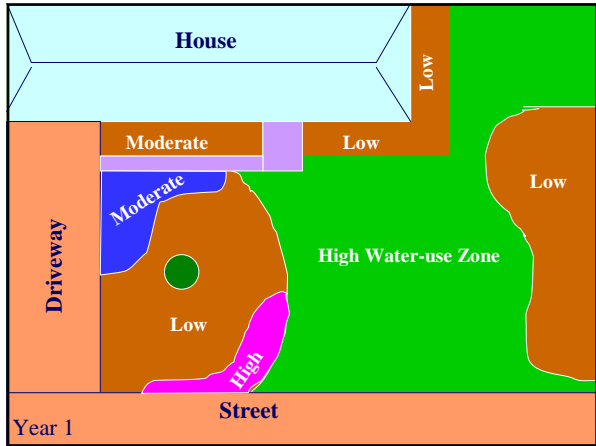 House
Low
Moderate
Low
Moderate
Low
High Water-use Zone
Driveway
Low
High
Street
Year 1